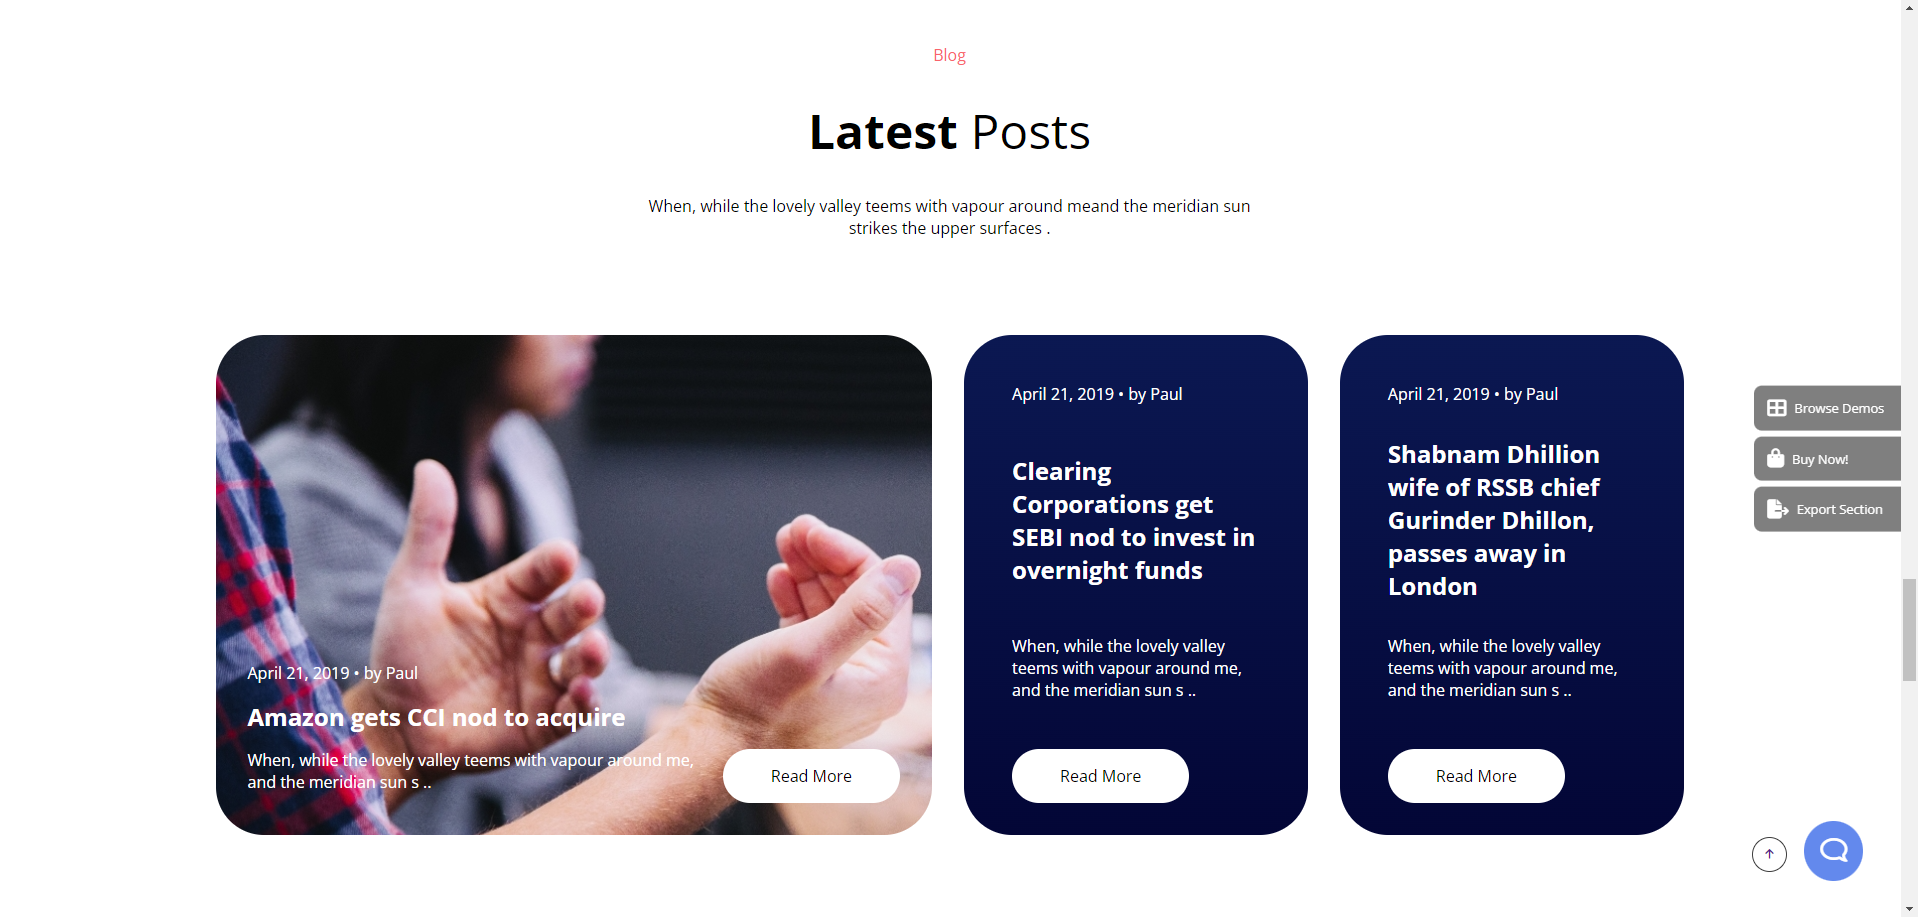 Blog
Latest Posts
When, while the lovely valley teems with vapour around meand the meridian sun
strikes the upper surfaces .
April 21, 2019 • by Paul
Amazon gets CCI nod to acquire
When, while the lovely valley teems with vapour around me,
and the meridian sun s ..
Read More
April 21, 2019 • by Paul
Clearing
Corporations get
SEBI nod to invest in
overnight funds
When, while the lovely valley
teems with vapour around me,
and the meridian sun s ..
Read More
April 21, 2019 • by Paul
Shabnam Dhillion
wife of RSSB chief
Gurinder Dhillon,
passes away in
London
When, while the lovely valley
teems with vapour around me,
and the meridian sun s ..
Read More
Browse Demos
Buy Now!
Export Section